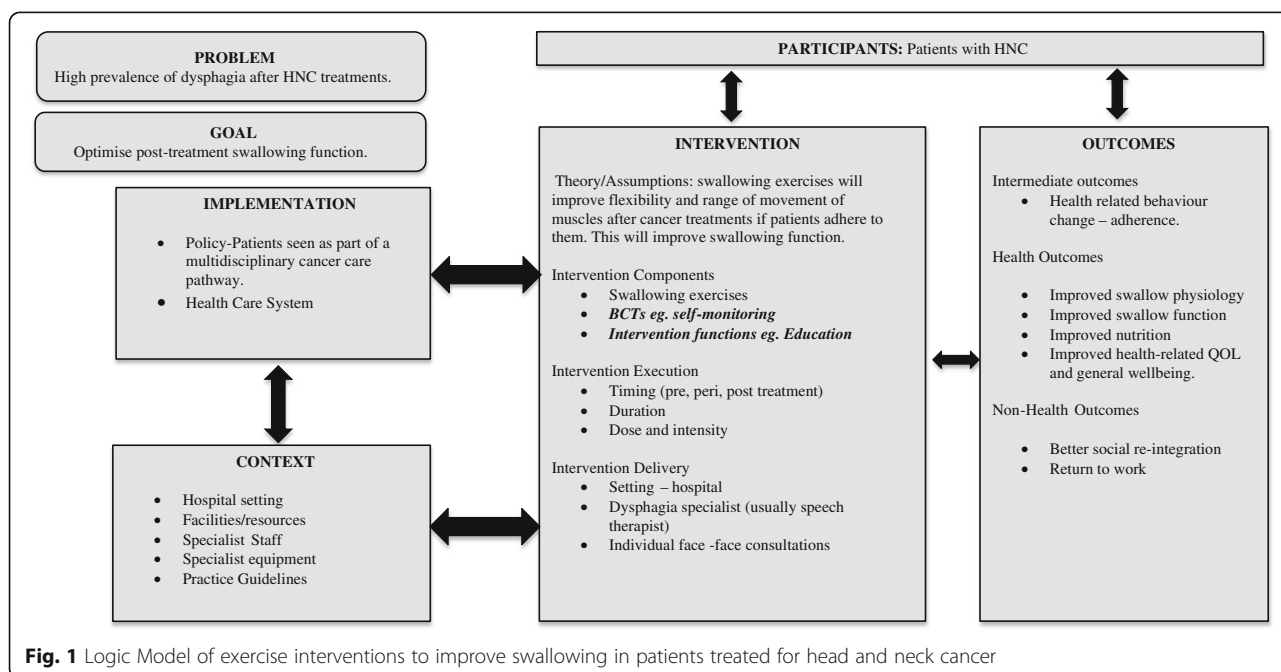 PROBLEM
High prevalence of dysphagia after HNC treatments.
GOAL
Optimise post-treatment swallowing function.
IMPLEMENTATION
• Policy-Patients seen as part of a
multidisciplinary cancer care
pathway.
• Health Care System
CONTEXT
• Hospital setting
• Facilities/resources
• Specialist Staff
• Specialist equipment
• Practice Guidelines
PARTICIPANTS: Patients with HNC
INTERVENTION
Theory/Assumptions: swallowing exercises will
improve flexibility and range of movement of
muscles after cancer treatments if patients adhere to
them. This will improve swallowing function.
Intervention Components
• Swallowing exercises
• BCTs eg. self-monitoring
• Intervention functions eg. Education
Intervention Execution
• Timing (pre, peri, post treatment)
• Duration
• Dose and intensity
Intervention Delivery
• Setting – hospital
• Dysphagia specialist (usually speech
therapist)
• Individual face -face consultations
OUTCOMES
Intermediate outcomes
• Health related behaviour
change – adherence.
Health Outcomes
• Improved swallow physiology
• Improved swallow function
• Improved nutrition
• Improved health-related QOL
and general wellbeing.
Non-Health Outcomes
• Better social re-integration
• Return to work
Fig. 1 Logic Model of exercise interventions to improve swallowing in patients treated for head and neck cancer